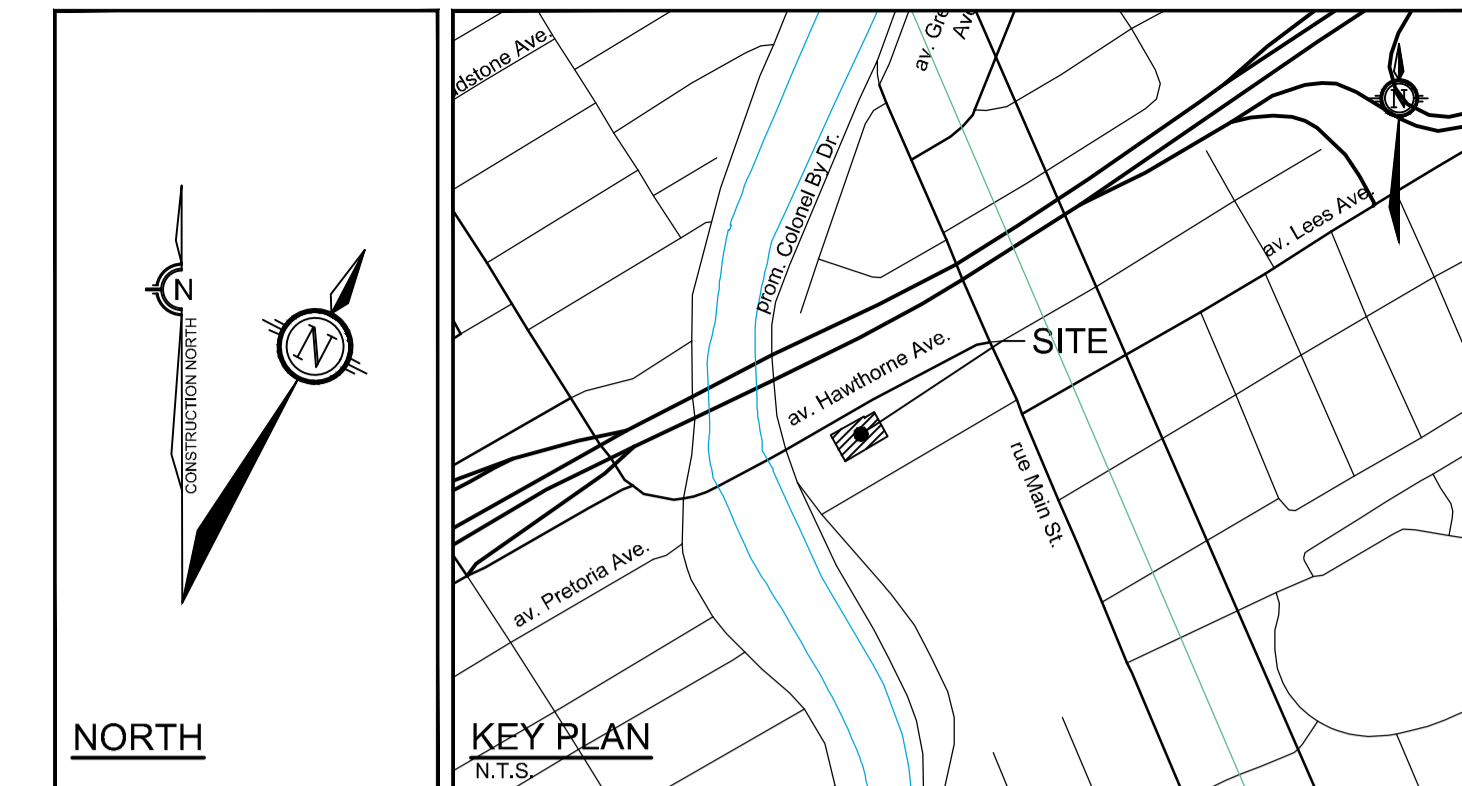 N
CONSTRUCTION NORTH
N
NORTH
av.
Ave.
prom. Colonel By Dr.
N
av. Lees Ave.
av. Hawthorne Ave.
SITE
rue Main St.
av. Pretoria Ave.
KEY PLAN
N.T.S.